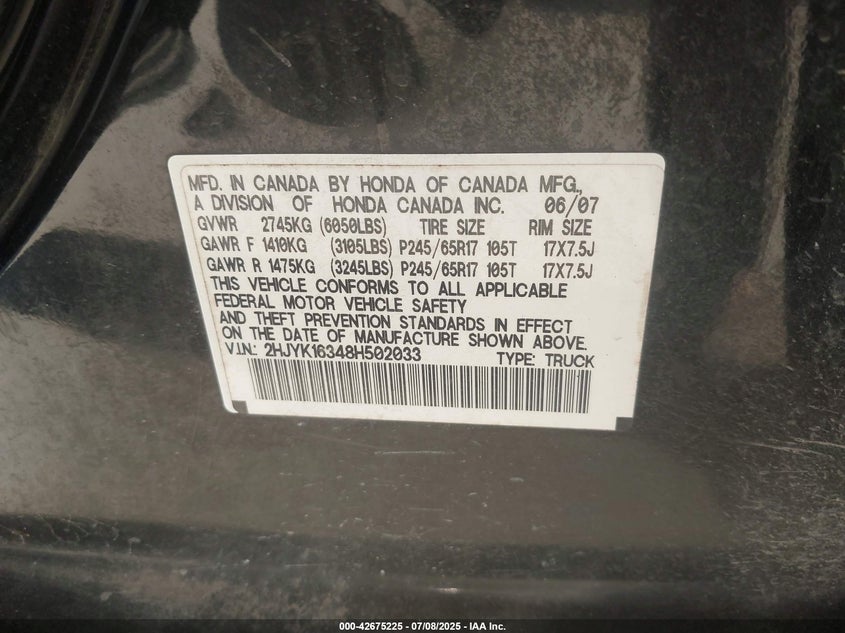 MFD. IN CANADA BY HONDA OF CANADA MFG.,
A DIVISION OF HONDA CANADA INC. 06/07
GVWR 2745KG (6050LBS) TIRE SIZE RIM SIZE
GAWR F 1410KG (3105LBS) P245/65R17 105T 17X7.5J
GAWR R 1475KG (3245LBS) P245/65R17 105T 17X7.5J
THIS VEHICLE CONFORMS TO ALL APPLICABLE
FEDERAL MOTOR VEHICLE SAFETY
AND THEFT PREVENTION STANDARDS IN EFFECT
ON THE DATE OF MANUFACTURE SHOWN ABOVE.
V.I.N.: 2HJYK16348H502033 TYPE: TRUCK
000-42675225 - 07/08/2025 - IAA Inc.